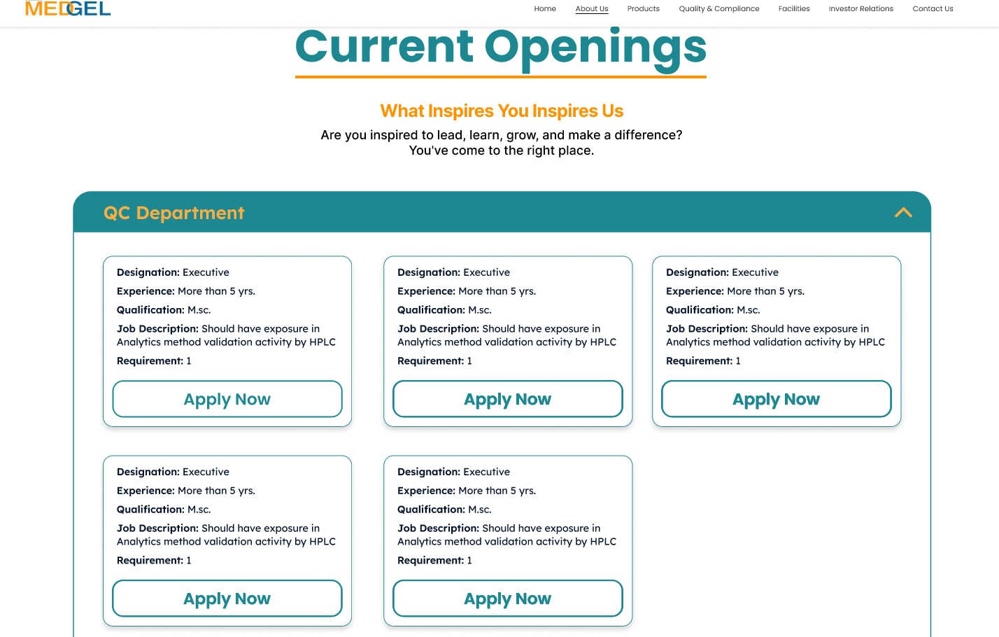 MEDGEL
Home About Us Products Quality & Compliance Facilities Investor Relations Contact Us
Current Openings
What Inspires You Inspires Us
Are you inspired to lead, learn, grow, and make a difference?
You've come to the right place.
QC Department
Designation: Executive
Experience: More than 5 yrs.
Qualification: M.sc.
Job Description: Should have exposure in
Analytics method validation activity by HPLC
Requirement: 1
Apply Now
Designation: Executive
Experience: More than 5 yrs.
Qualification: M.sc.
Job Description: Should have exposure in
Analytics method validation activity by HPLC
Requirement: 1
Apply Now
Designation: Executive
Experience: More than 5 yrs.
Qualification: M.sc.
Job Description: Should have exposure in
Analytics method validation activity by HPLC
Requirement: 1
Apply Now
Designation: Executive
Experience: More than 5 yrs.
Qualification: M.sc.
Job Description: Should have exposure in
Analytics method validation activity by HPLC
Requirement: 1
Apply Now
Designation: Executive
Experience: More than 5 yrs.
Qualification: M.sc.
Job Description: Should have exposure in
Analytics method validation activity by HPLC
Requirement: 1
Apply Now